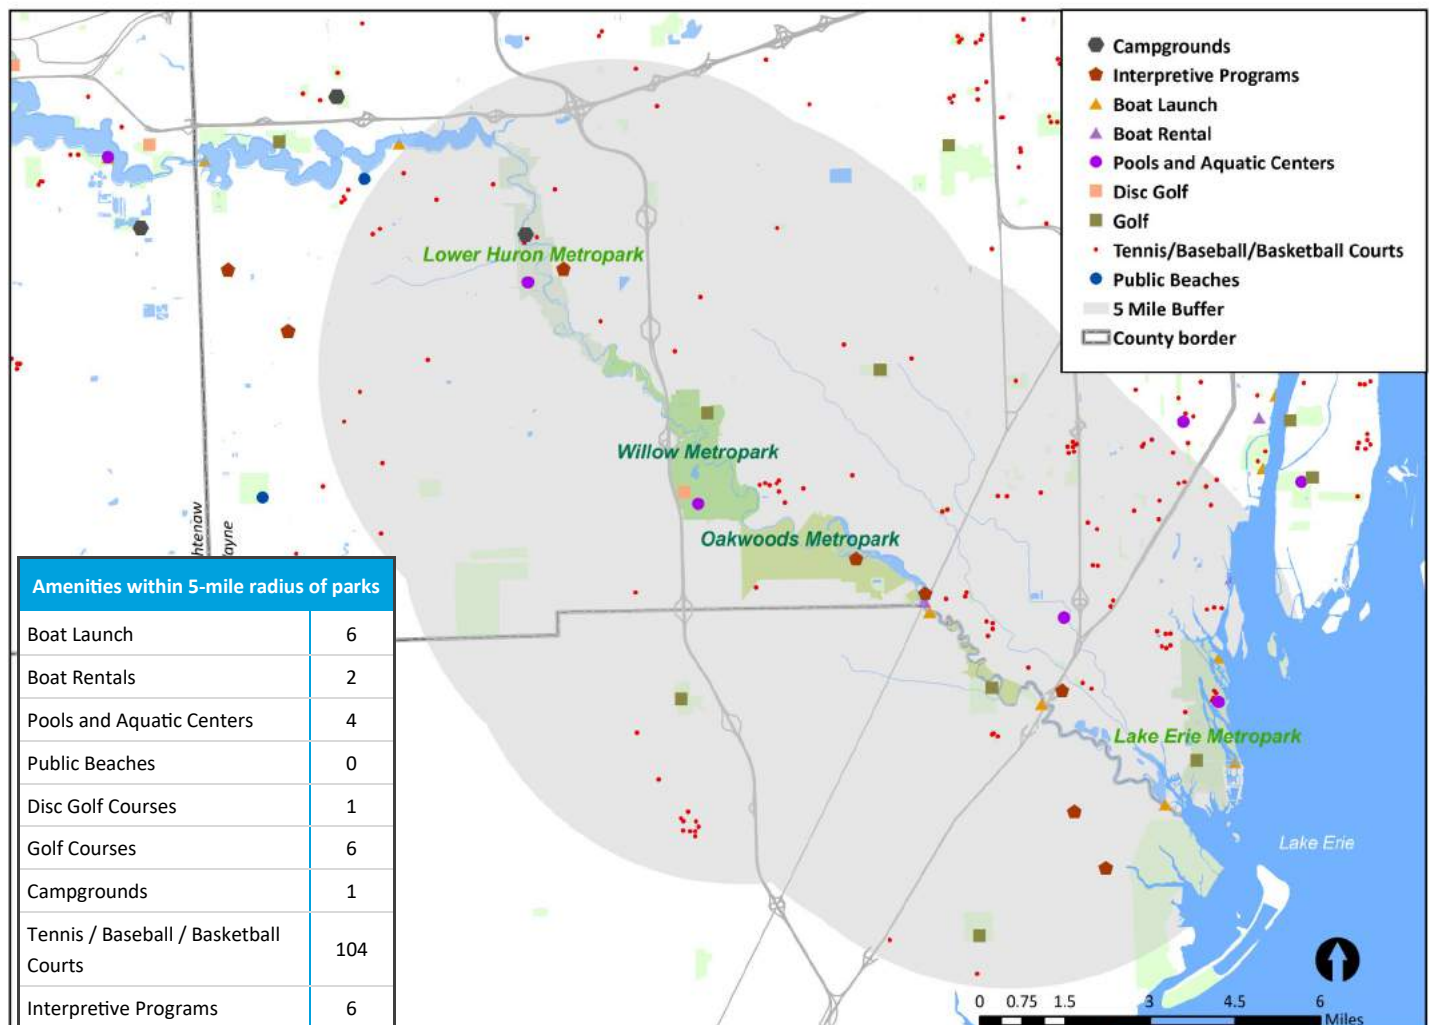 Campgrounds
Interpretive Programs
Boat Launch
Boat Rental
Pools and Aquatic Centers
Disc Golf
Golf
Tennis/Baseball/Basketball Courts
Public Beaches
5 Mile Buffer
County border
Lower Huron Metropark
Willow Metropark
Oakwoods Metropark
Lake Erie Metropark
Lake Erie
htenaw
ayne
Amenities within 5-mile radius of parks
Boat Launch 6
Boat Rentals 2
Pools and Aquatic Centers 4
Public Beaches 0
Disc Golf Courses 1
Golf Courses 6
Campgrounds 1
Tennis / Baseball / Basketball
Courts 104
Interpretive Programs 6
0 0.75 1.5 3 4.5 6
Miles